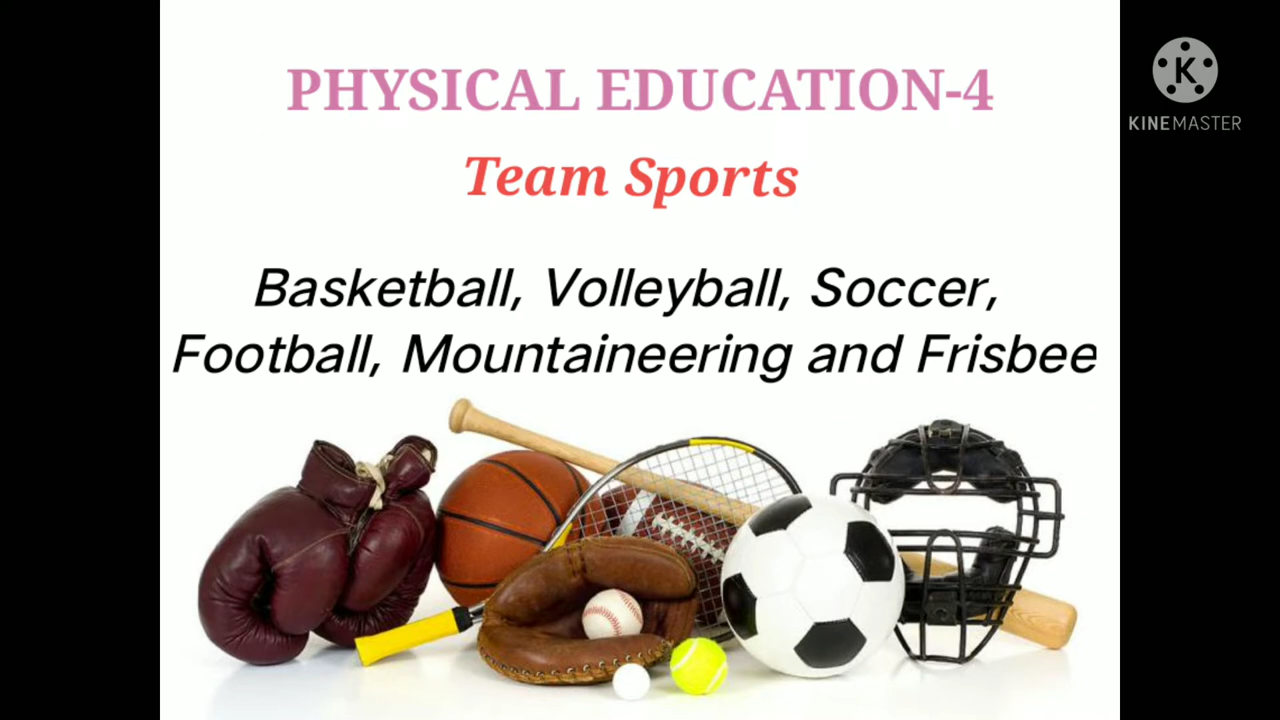 PHYSICAL EDUCATION-4
Team Sports
Basketball, Volleyball, Soccer,
Football, Mountaineering and Frisbee
K
KINEMASTER